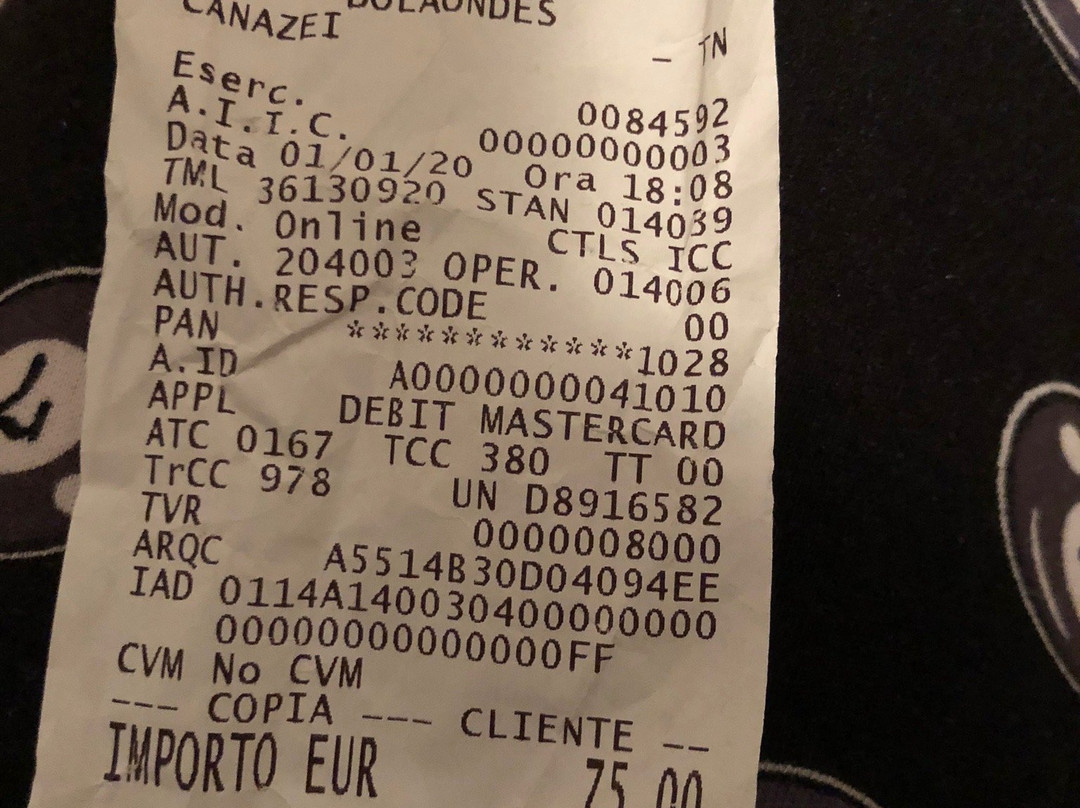 CANAZEI
- TN
Eserc. 0084592
A.I.I.C. 00000000003
Data 01/01/20 Ora 18:08
TML 36130920 STAN 014039
Mod. Online CTLS ICC
AUT. 204003 OPER. 014006
AUTH.RESP.CODE 00
PAN ************1028
A.ID A0000000041010
APPL DEBIT MASTERCARD
ATC 0167 TCC 380 TT 00
TrCC 978 UN D8916582
TVR 0000008000
ARQC A5514B30D04094EE
IAD 0114A140030400000000
00000000000000FF
CVM No CVM
--- COPIA --- CLIENTE --
IMPORTO EUR 75 00